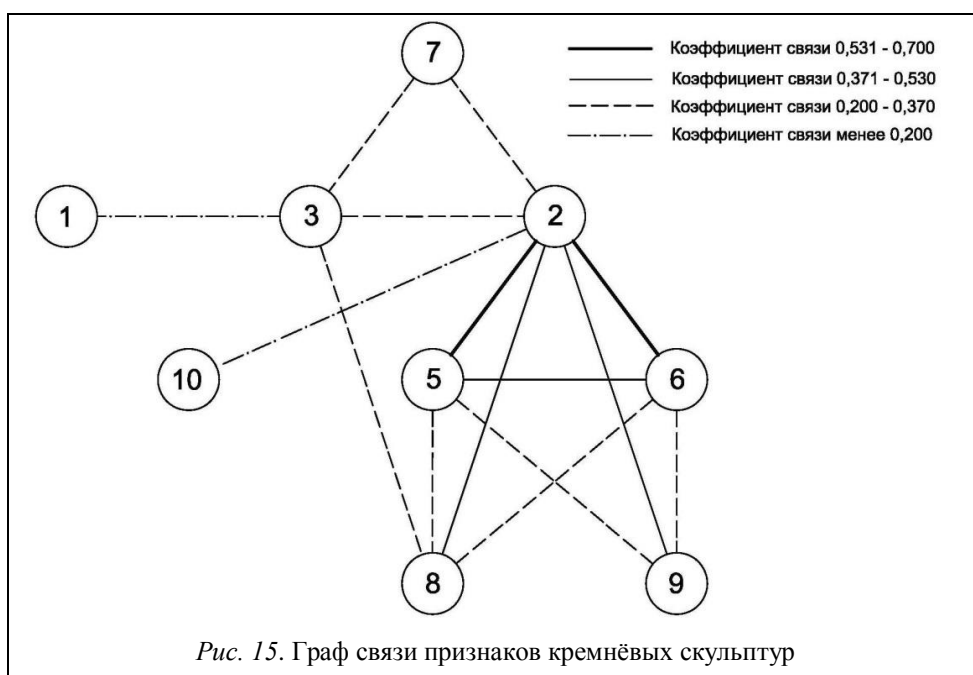 7
Коэффициент связи 0,531 - 0,700
Коэффициент связи 0,371 - 0,530
Коэффициент связи 0,200 - 0,370
Коэффициент связи менее 0,200
1
3
2
10
5
6
8
9
Рис. 15. Граф связи признаков кремнёвых скульптур